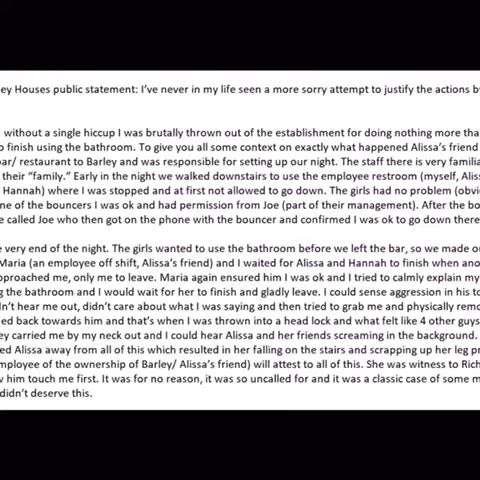 ey Houses public statement: I've never in my life seen a more sorry attempt to justify the actions b
without a single hiccup I was brutally thrown out of the establishment for doing nothing more tha
o finish using the bathroom. To give you all some context on exactly what happened Alissa's friend
bar/ restaurant to Barley and was responsible for setting up our night. The staff there is very familia
their "family." Early in the night we walked downstairs to use the employee restroom (myself, Alis
Hannah) where I was stopped and at first not allowed to go down. The girls had no problem (obvi
ne of the bouncers I was ok and had permission from Joe (part of their management). After the bo
e called Joe who then got on the phone with the bouncer and confirmed I was ok to go down there
e very end of the night. The girls wanted to use the bathroom before we left the bar, so we made o
Maria (an employee off shift, Alissa's friend) and I waited for Alissa and Hannah to finish when ano
pproached me, only me to leave. Maria again ensured him I was ok and I tried to calmly explain my
g the bathroom and I would wait for her to finish and gladly leave. I could sense aggression in his to
n't hear me out, didn't care about what I was saying and then tried to grab me and physically remo
ed back towards him and that's when I was thrown into a head lock and what felt like 4 other guys
ey carried me by my neck out and I could hear Alissa and her friends screaming in the background.
ed Alissa away from all of this which resulted in her falling on the stairs and scrapping up her leg pr
mployee of the ownership of Barley/ Alissa's friend) will attest to all of this. She was witness to Rich
w him touch me first. It was for no reason, it was so uncalled for and it was a classic case of some m
didn't deserve this.